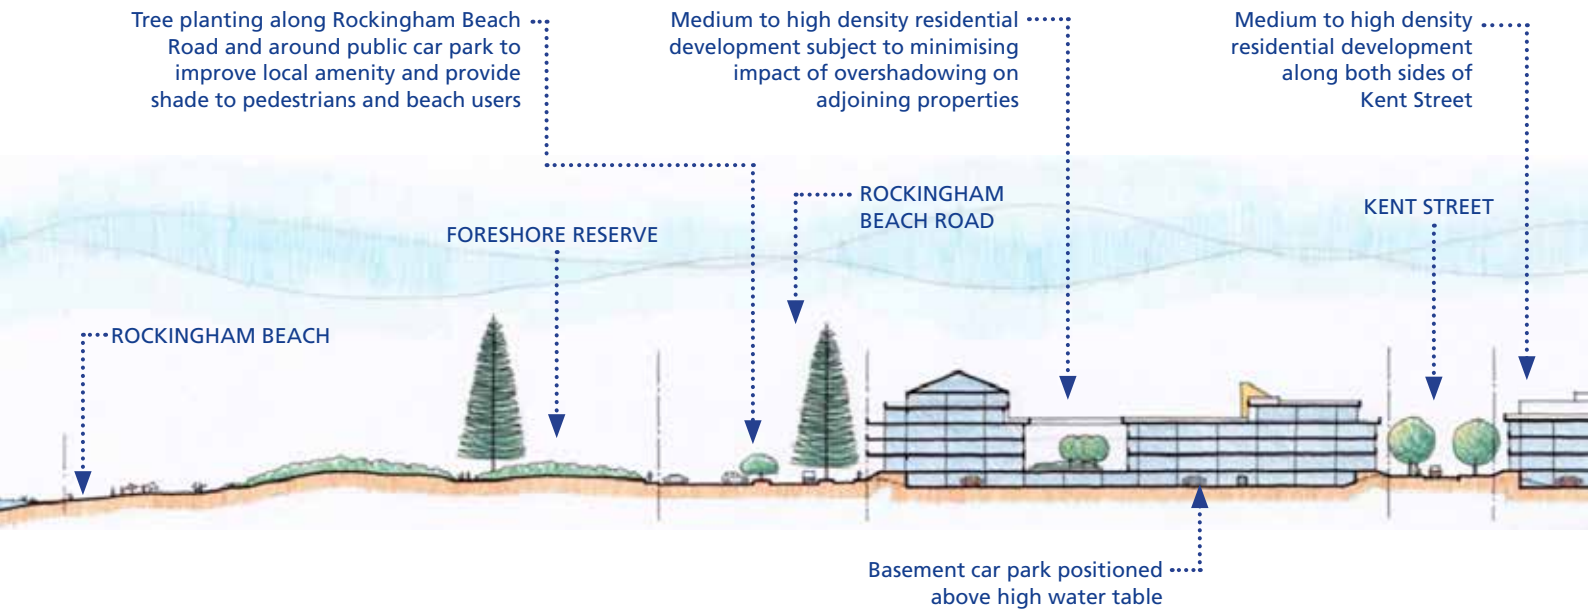 Tree planting along Rockingham Beach
Road and around public car park to
improve local amenity and provide
shade to pedestrians and beach users
Medium to high density residential
development subject to minimising
impact of overshadowing on
adjoining properties
Medium to high density
residential development
along both sides of
Kent Street
ROCKINGHAM
BEACH ROAD
KENT STREET
FORESHORE RESERVE
ROCKINGHAM BEACH
Basement car park positioned
above high water table